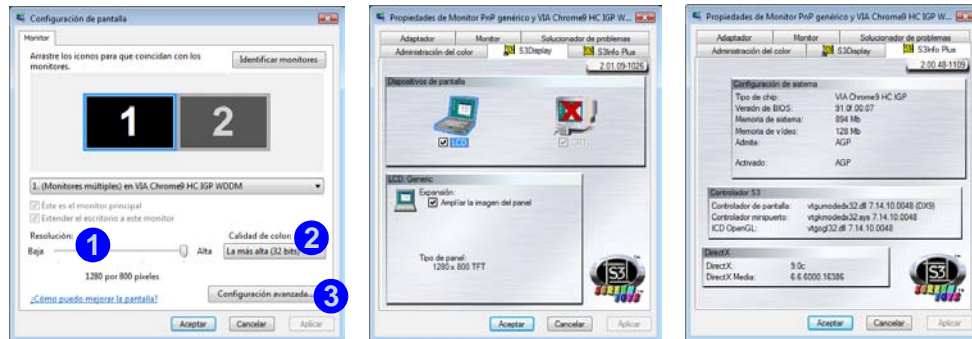 Configuración de pantalla
Monitor
Arrastre los iconos para que coincidan con los
monitores.
Identificar monitores
1
2
1. (Monitores múltiples) en VIA Chrome9 HC IGP WDDM
Éste es el monitor principal
Extender el escritorio a este monitor
Resolución:
1
Baja
Alta
Calidad de color:
2
La más alta (32 bits)
1280 por 800 píxeles
¿Cómo puedo mejorar la pantalla?
Configuración avanzada...
3
Aceptar
Cancelar
Aplicar
Propiedades de Monitor PnP genérico y VIA Chrome9 HC IGP W...
Adaptador
Monitor
Solucionador de problemas
Administración del color
S3Display
S3Info Plus
2.01.09-1026
Dispositivos de pantalla
LCD
CRT
LCD: Generic
Expansión:
Ampliar la imagen del panel
Tipo de panel:
1280 x 800 TFT
S3
Aceptar
Cancelar
Aplicar
Propiedades de Monitor PnP genérico y VIA Chrome9 HC IGP W...
Adaptador
Monitor
Solucionador de problemas
Administración del color
S3Display
S3Info Plus
2.00.48-1109
Configuración de sistema
Tipo de chip: VIA Chrome9 HC IGP
Versión de BIOS: 91.0f.00.07
Memoria de sistema: 894 Mb
Memoria de vídeo: 128 Mb
Admite: AGP
Activado: AGP
Controlador S3
Controlador de pantalla: vtgumodedx32.dll 7.14.10.0048 (DX9)
Controlador minipuerto: vtgkmodedx32.sys 7.14.10.0048
ICD OpenGL: vtgogl32.dll 7.14.10.0048
DirectX
DirectX: 9.0c
DirectX Media: 6.6.6000.16386
S3
Aceptar
Cancelar
Aplicar